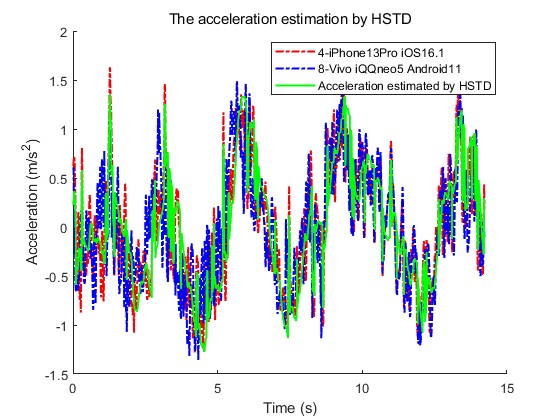 The acceleration estimation by HSTD
4-iPhone13Pro iOS16.1
8-Vivo iQQneo5 Android11
Acceleration estimated by HSTD
Acceleration (m/s²)
2
1.5
1
0.5
0
-0.5
-1
-1.5
0 5 10 15
Time (s)